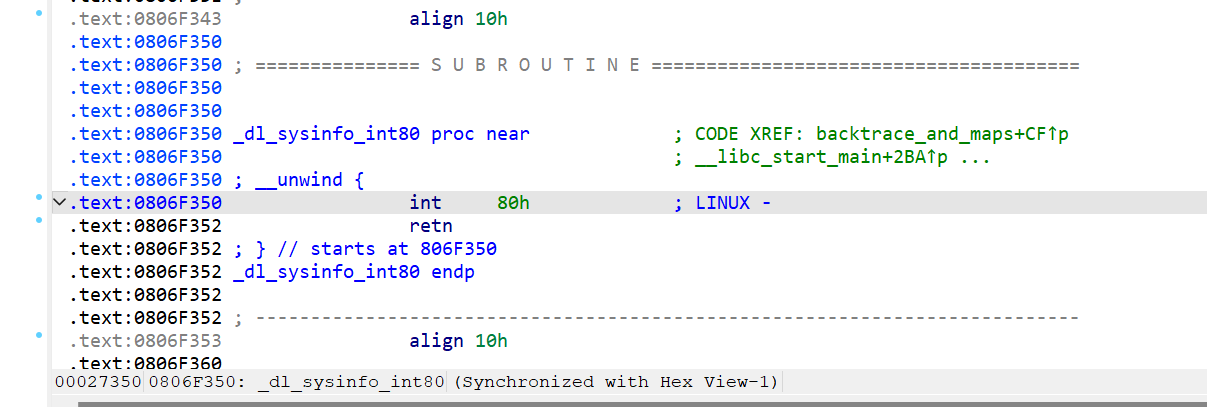 .text:0806F343                 align 10h
.text:0806F350
.text:0806F350 ; =============== S U B R O U T I N E =======================================
.text:0806F350
.text:0806F350
.text:0806F350 _dl_sysinfo_int80 proc near             ; CODE XREF: backtrace_and_maps+CF↑p
.text:0806F350                                         ; __libc_start_main+2BA↑p ...
.text:0806F350 ; __unwind {
.text:0806F350                 int     80h             ; LINUX -
.text:0806F352                 retn
.text:0806F352 ; } // starts at 806F350
.text:0806F352 _dl_sysinfo_int80 endp
.text:0806F352
.text:0806F352 ; ---------------------------------------------------------------------------
.text:0806F353                 align 10h
.text:0806F360
00027350 0806F350: _dl_sysinfo_int80 (Synchronized with Hex View-1)